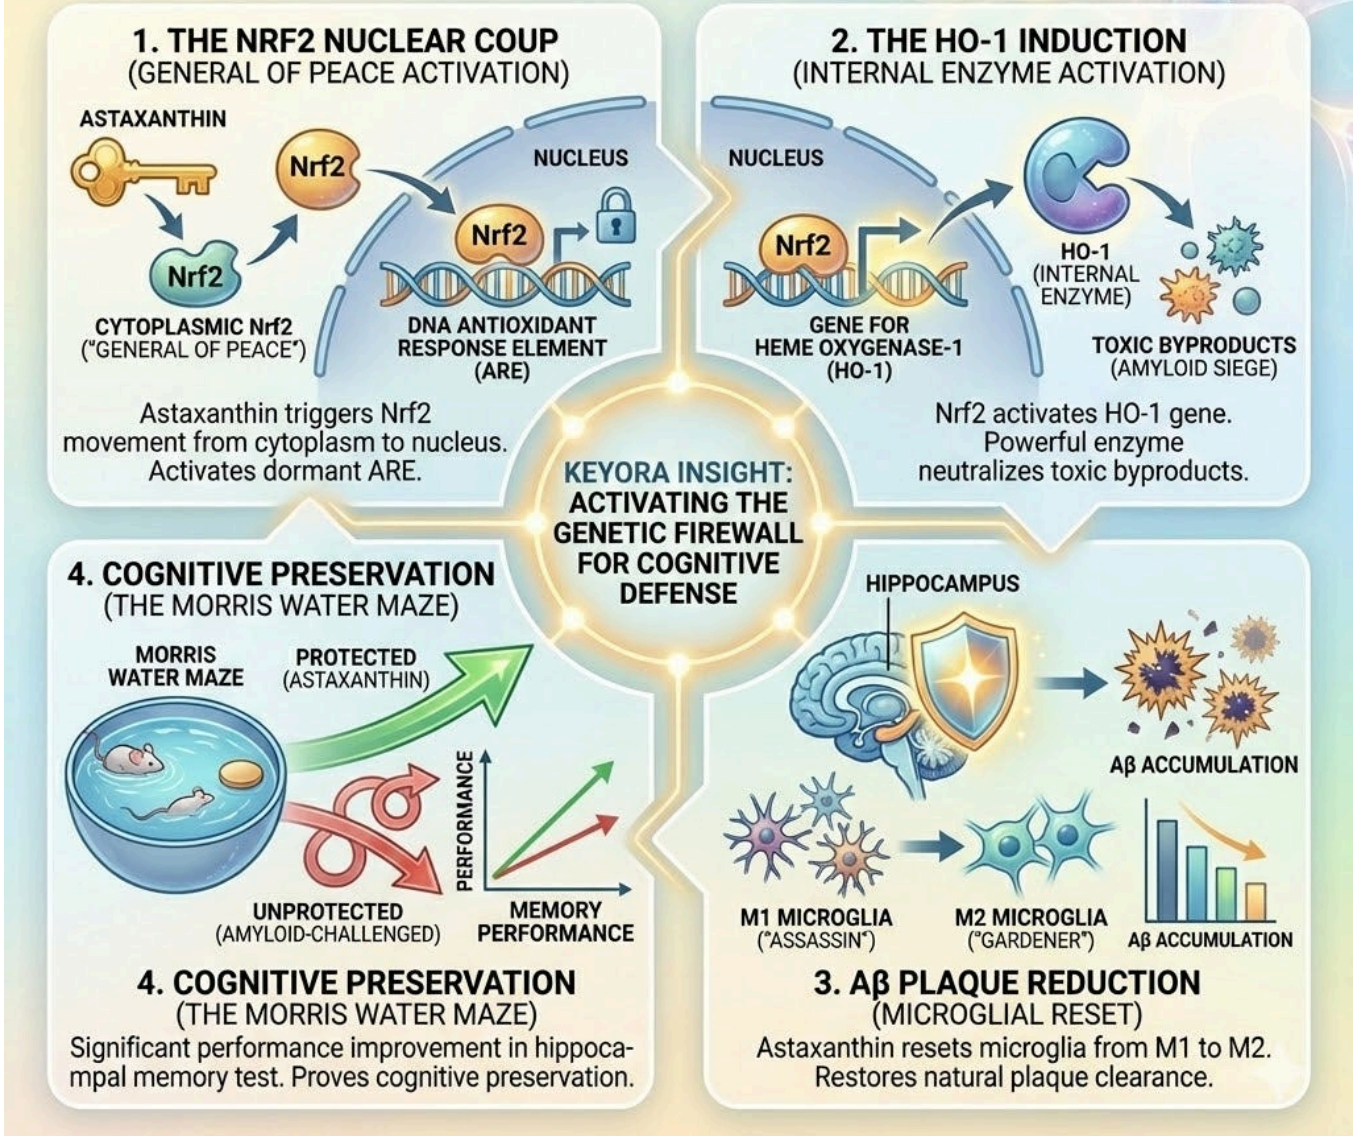 1. THE NRF2 NUCLEAR COUP
(GENERAL OF PEACE ACTIVATION)
ASTAXANTHIN
Nrf2
NUCLEUS
Nrf2
Nrf2
CYTOPLASMIC Nrf2
("GENERAL OF PEACE")
DNA ANTIOXIDANT
RESPONSE ELEMENT
(ARE)
Astaxanthin triggers Nrf2
movement from cytoplasm to nucleus.
Activates dormant ARE.
2. THE HO-1 INDUCTION
(INTERNAL ENZYME ACTIVATION)
NUCLEUS
Nrf2
HO-1
(INTERNAL
ENZYME)
GENE FOR
HEME OXYGENASE-1
(HO-1)
TOXIC BYPRODUCTS
(AMYLOID SIEGE)
Nrf2 activates HO-1 gene.
Powerful enzyme
neutralizes toxic byproducts.
KEYORA INSIGHT:
ACTIVATING THE
GENETIC FIREWALL
FOR COGNITIVE
DEFENSE
HIPPOCAMPUS
Aβ ACCUMULATION
M1 MICROGLIA
("ASSASSIN")
M2 MICROGLIA
("GARDENER")
Aβ ACCUMULATION
3. Aβ PLAQUE REDUCTION
(MICROGLIAL RESET)
Astaxanthin resets microglia from M1 to M2.
Restores natural plaque clearance.
4. COGNITIVE PRESERVATION
(THE MORRIS WATER MAZE)
MORRIS
WATER MAZE
PROTECTED
(ASTAXANTHIN)
PERFORMANCE
UNPROTECTED
(AMYLOID-CHALLENGED)
MEMORY
PERFORMANCE
4. COGNITIVE PRESERVATION
(THE MORRIS WATER MAZE)
Significant performance improvement in hippoca-
mpal memory test. Proves cognitive preservation.